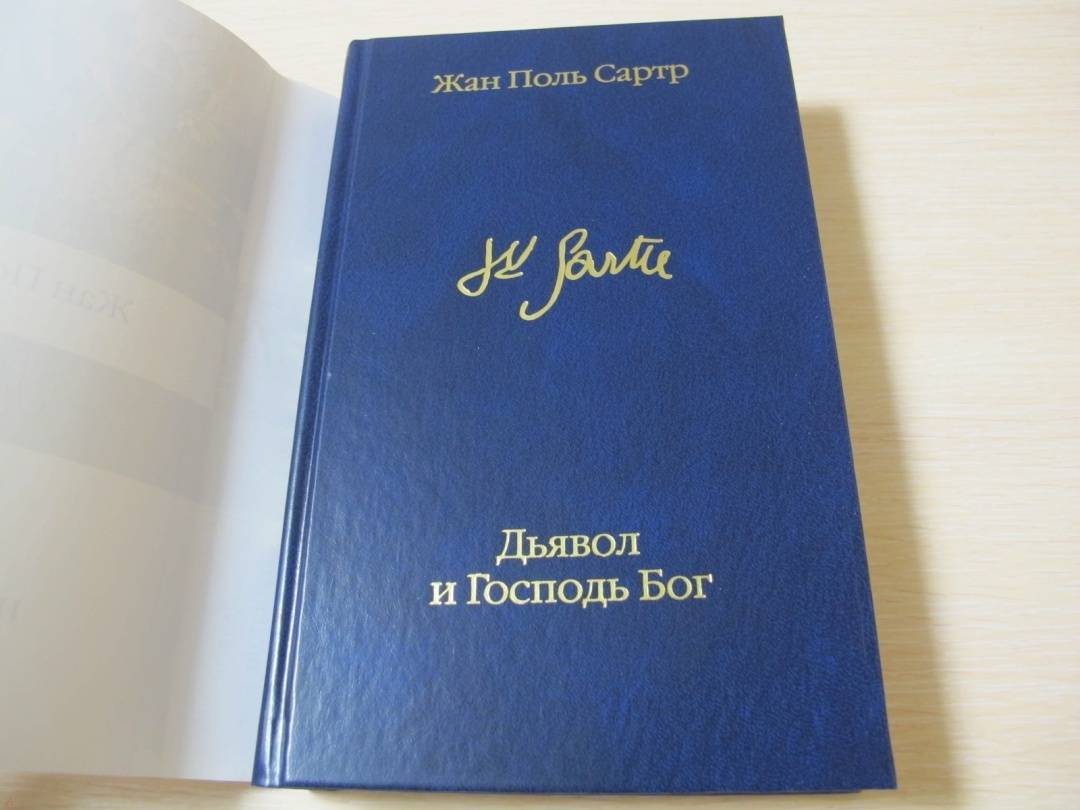 Жан Поль Сартр
JP Sartre
Дьявол
и Господь Бог